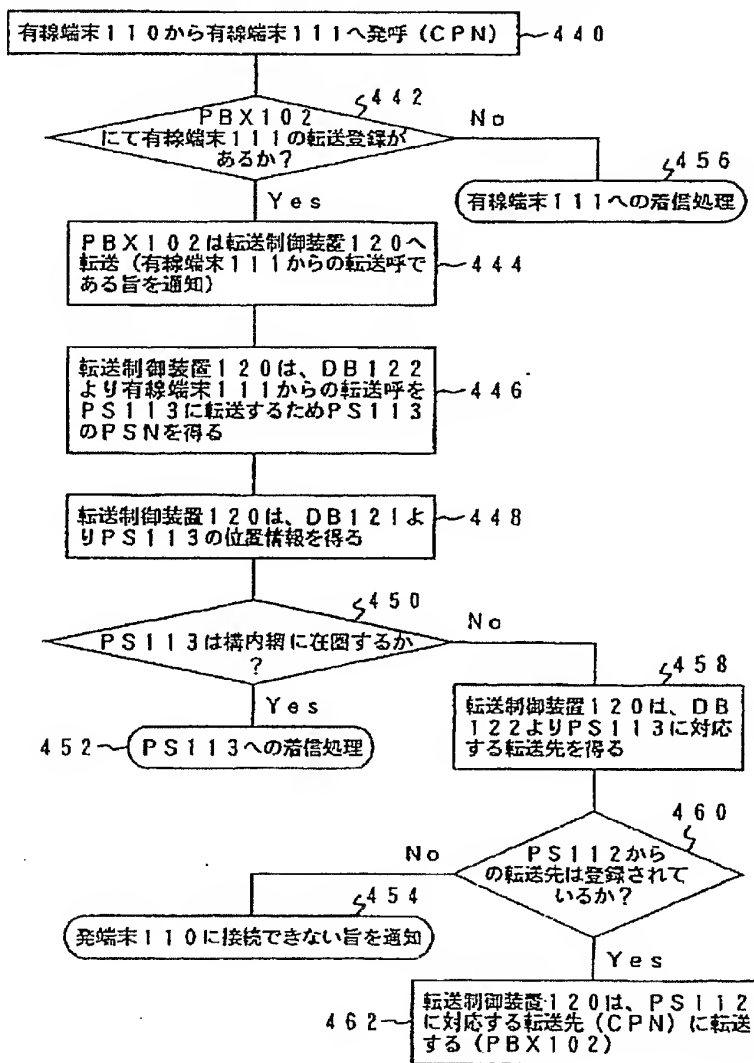 有線端末110から有線端末111へ発呼(CPN)
440
442
PBX102
にて有線端末111の転送登録が
あるか?
No
Yes
456
有線端末111への着信処理
PBX102は転送制御装置120へ
転送(有線端末111からの転送呼で
ある旨を通知)
444
転送制御装置120は、DB122
より有線端末111からの転送呼を
PS113に転送するためPS113
のPSNを得る
446
転送制御装置120は、DB121よ
りPS113の位置情報を得る
448
450
PS113は構内網に在圏するか
?
No
Yes
452
PS113への着信処理
458
転送制御装置120は、DB
122よりPS113に対応
する転送先を得る
460
PS112から
の転送先は登録されて
いるか?
No
454
発端末110に接続できない旨を通知
Yes
462
転送制御装置120は、PS112
に対応する転送先(CPN)に転送
する(PBX102)